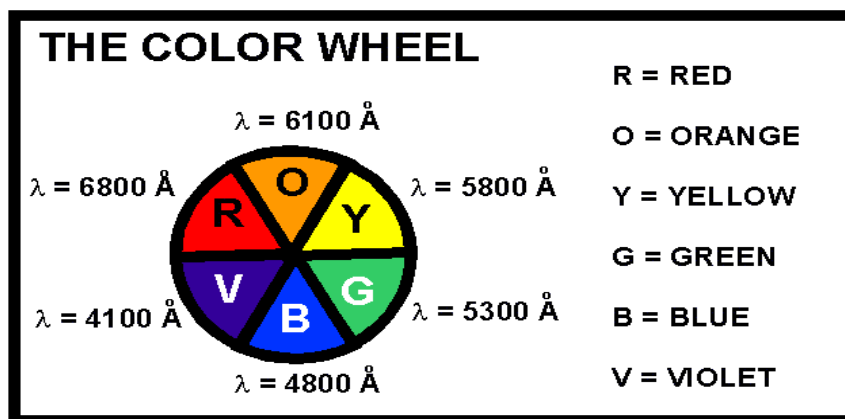 THE COLOR WHEEL
λ = 6100 Å
λ = 6800 Å
λ = 5800 Å
R
O
Y
V
B
G
λ = 4100 Å
λ = 5300 Å
λ = 4800 Å
R = RED
O = ORANGE
Y = YELLOW
G = GREEN
B = BLUE
V = VIOLET